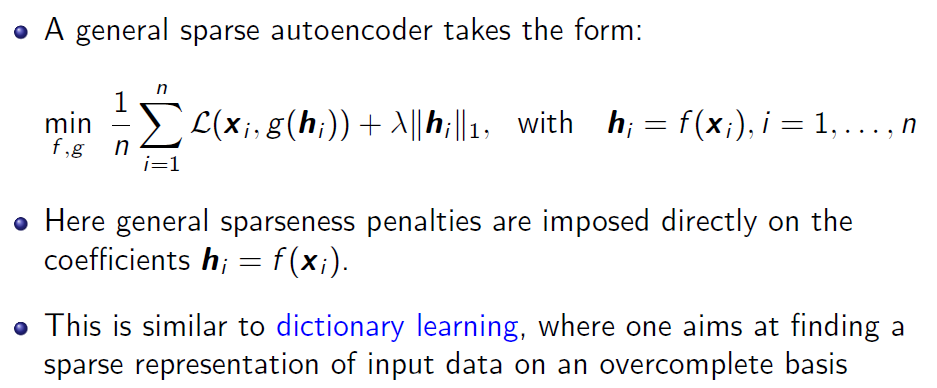 A general sparse autoencoder takes the form:
min_{f,g} \frac{1}{n} \sum_{i=1}^{n} \mathcal{L}(\boldsymbol{x}_i, g(\boldsymbol{h}_i)) + λ‖\boldsymbol{h}_i‖_1, with \boldsymbol{h}_i = f(\boldsymbol{x}_i), i = 1, . . . , n
Here general sparseness penalties are imposed directly on the
coefficients \boldsymbol{h}_i = f(\boldsymbol{x}_i).
This is similar to dictionary learning, where one aims at finding a
sparse representation of input data on an overcomplete basis